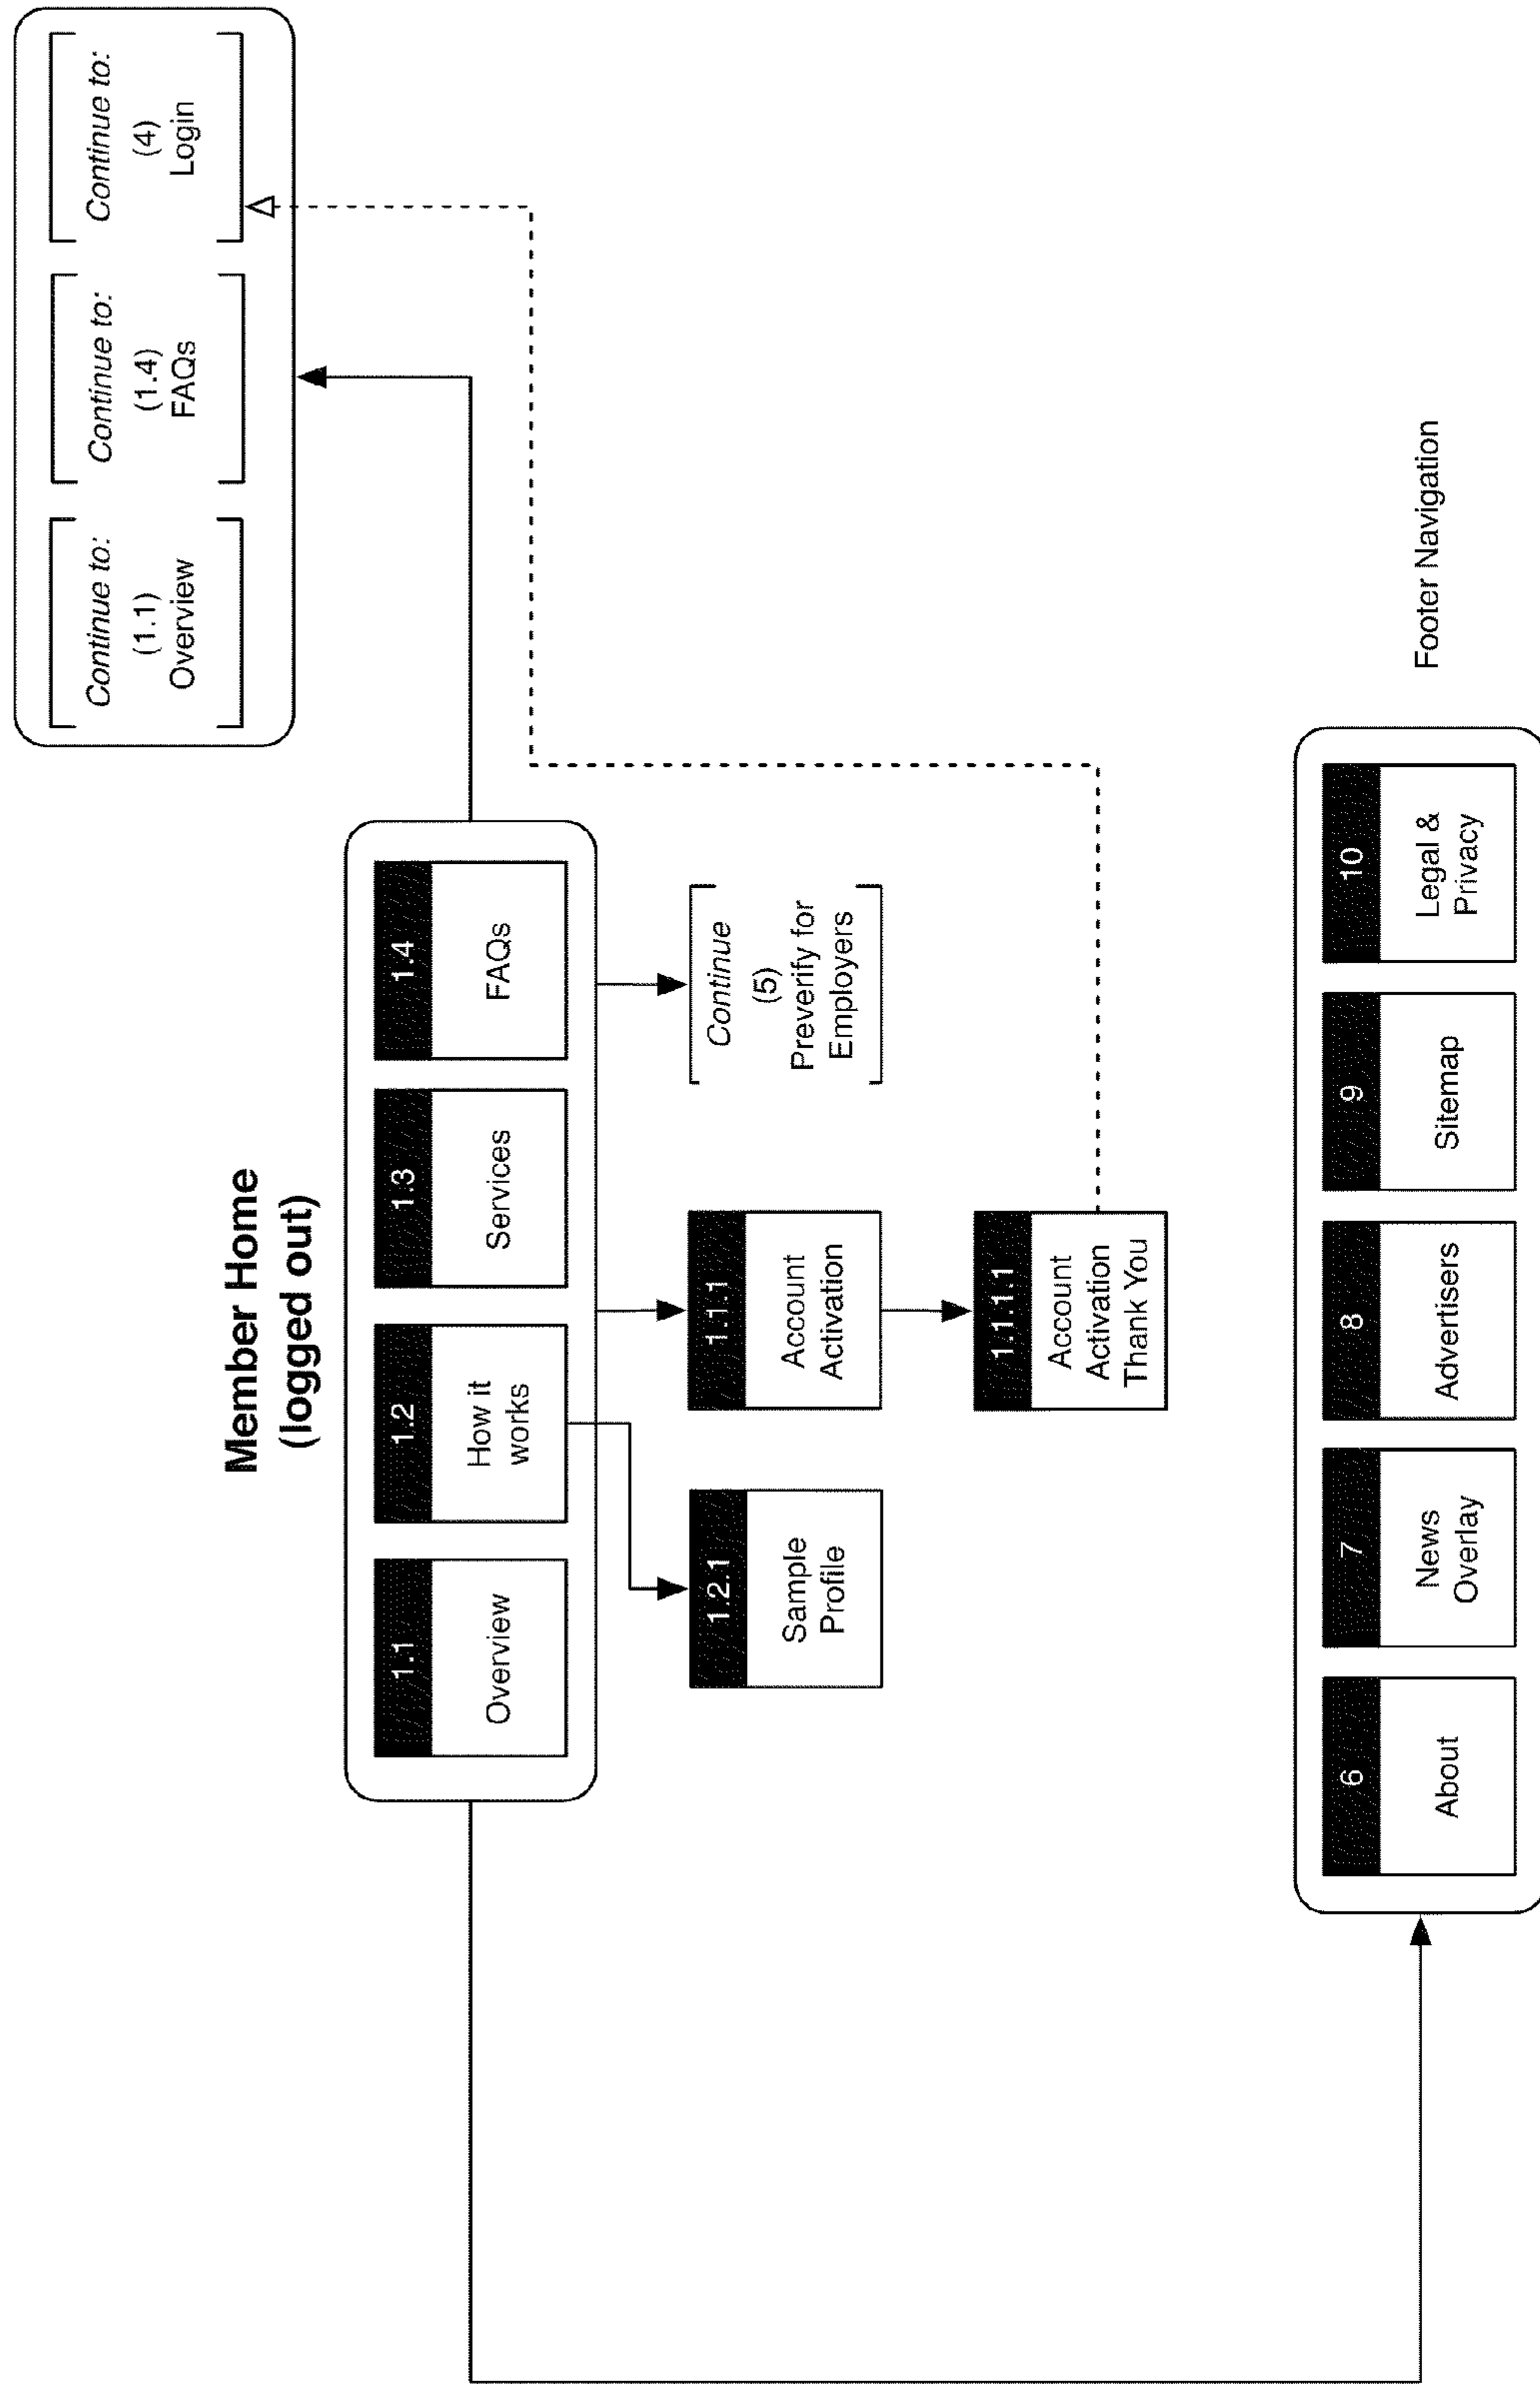 Continue to:
(1.1)
Overview
Continue to:
(1.4)
FAQs
Continue to:
(4)
Login
Member Home
(logged out)
1.1
Overview
1.2
How it
works
1.3
Services
1.4
FAQs
1.2.1
Sample
Profile
1.1.1
Account
Activation
Continue
(5)
Preverify for
Employers
1.1.1.1
Account
Activation
Thank You
Footer Navigation
6
About
7
News
Overlay
8
Advertisers
9
Sitemap
10
Legal &
Privacy